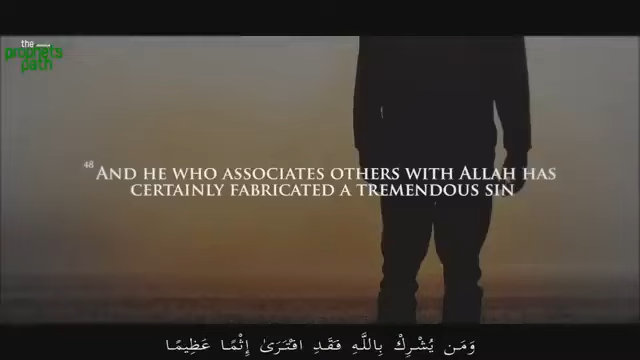 the
prophets
path
48 AND HE WHO ASSOCIATES OTHERS WITH ALLAH HAS
CERTAINLY FABRICATED A TREMENDOUS SIN
وَمَن يُشْرِكْ بِاللَّهِ فَقَدِ افْتَرَىٰ إِثْمًا عَظِيمًا